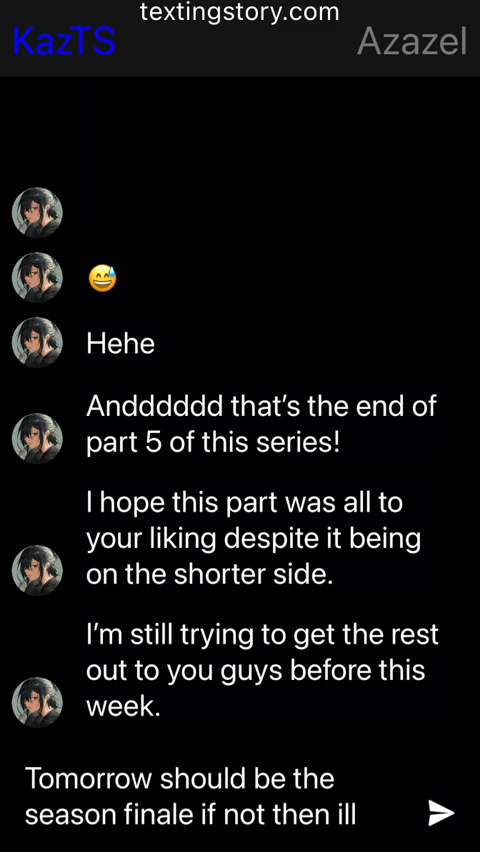 textingstory.com
KazTS
Azazel
😅
Hehe
Andddddd that’s the end of
part 5 of this series!
I hope this part was all to
your liking despite it being
on the shorter side.
I’m still trying to get the rest
out to you guys before this
week.
Tomorrow should be the
season finale if not then ill